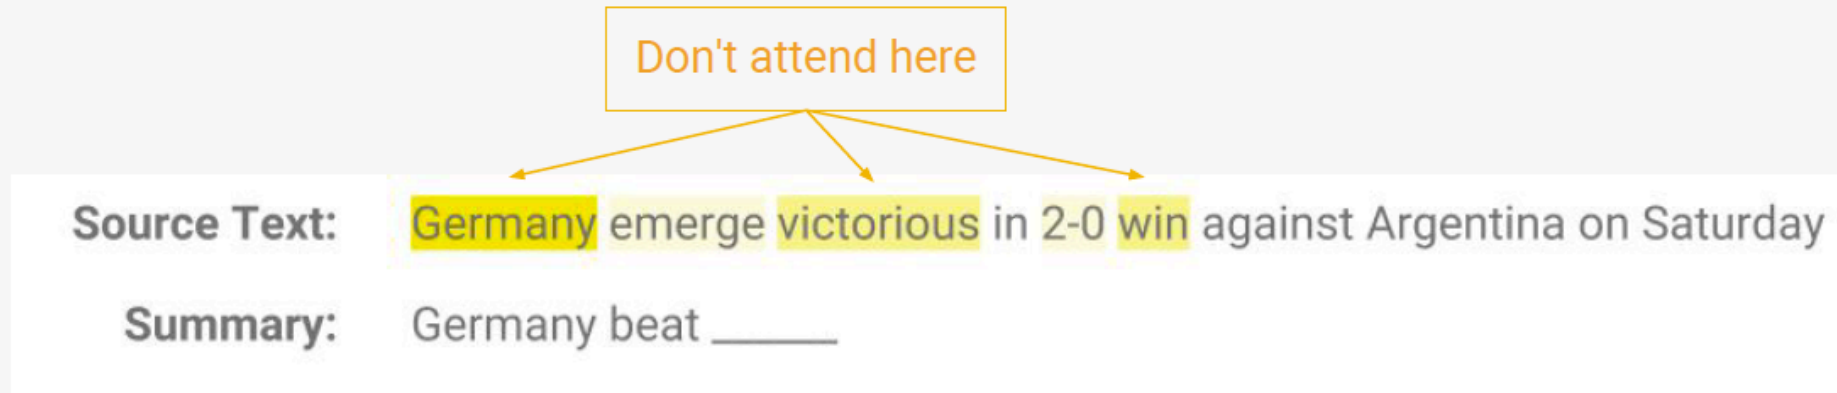 Don't attend here
Source Text: Germany emerge victorious in 2-0 win against Argentina on Saturday
Summary: Germany beat ______